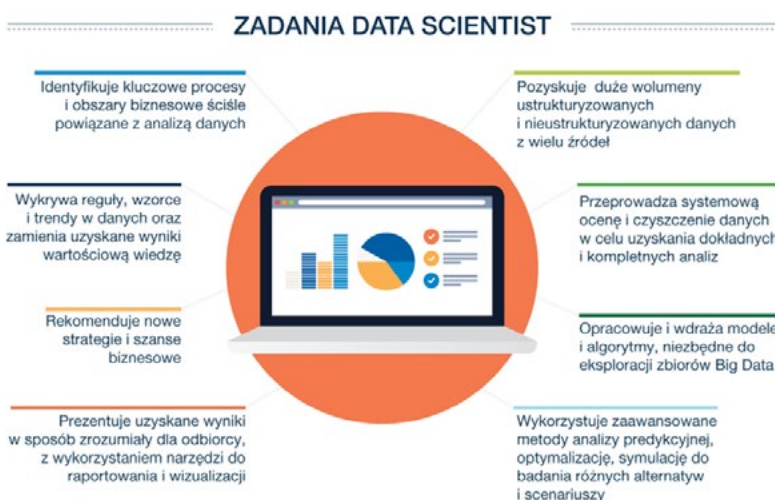 ZADANIA DATA SCIENTIST
Identyfikuje kluczowe procesy
i obszary biznesowe ściśle
powiązane z analizą danych
Wykrywa reguły, wzorce
i trendy w danych oraz
zamienia uzyskane wyniki
wartościową wiedzę
Rekomenduje nowe
strategie i szanse
biznesowe
Prezentuje uzyskane wyniki
w sposób zrozumiały dla odbiorcy,
z wykorzystaniem narzędzi do
raportowania i wizualizacji
Pozyskuje duże wolumeny
ustrukturyzowanych
i nieustrukturyzowanych danych
z wielu źródeł
Przeprowadza systemową
ocenę i czyszczenie danych
w celu uzyskania dokładnych
i kompletnych analiz
Opracowuje i wdraża modele
i algorytmy, niezbędne do
eksploracji zbiorów Big Data
Wykorzystuje zaawansowane
metody analizy predykcyjnej,
optymalizację, symulację do
badania różnych alternatyw
i scenariuszy